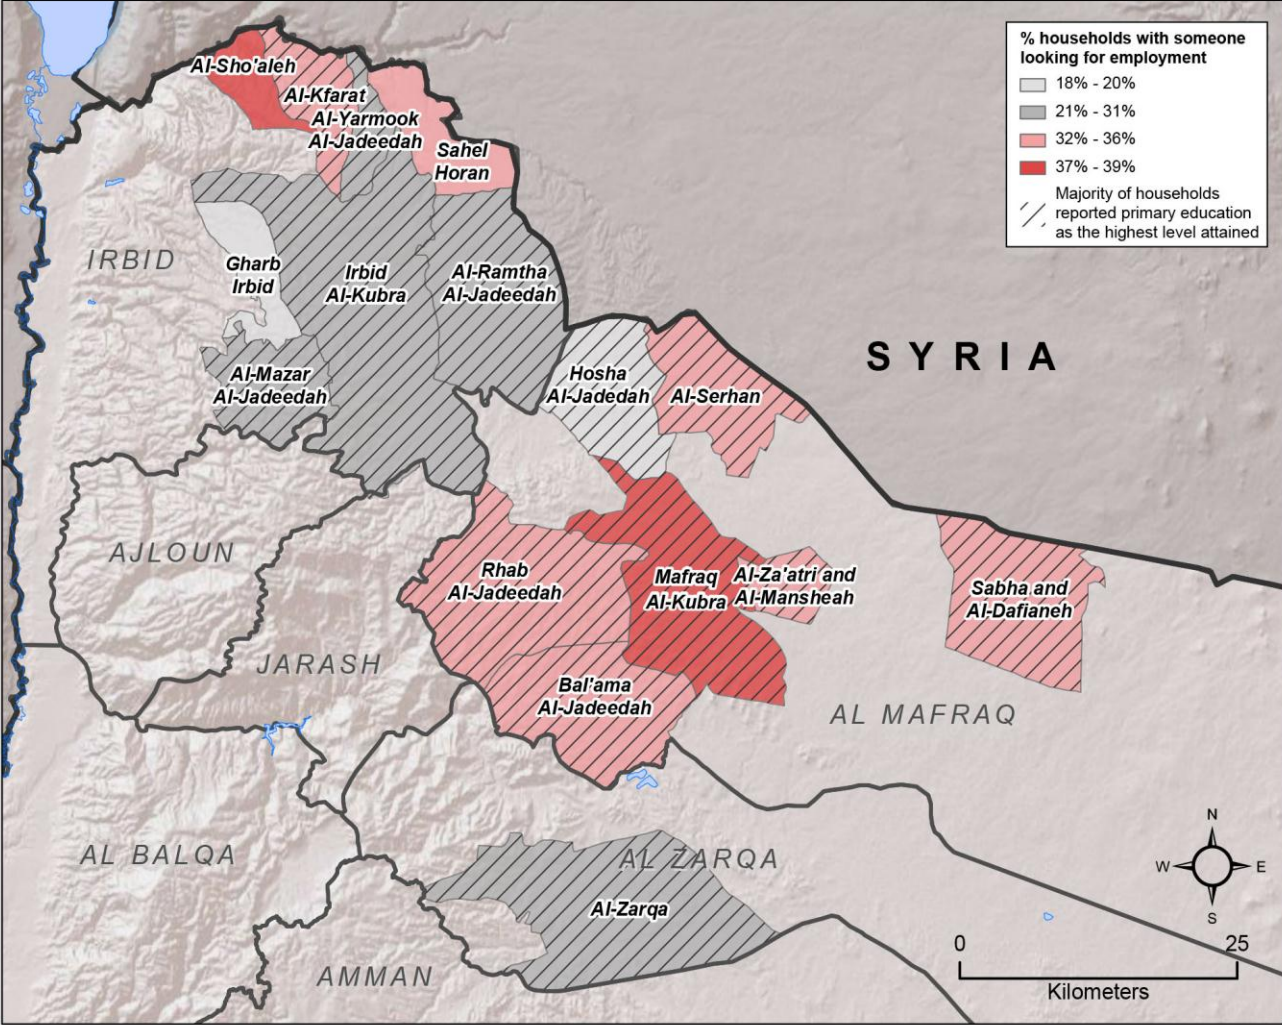 % households with someone
looking for employment
18% - 20%
21% - 31%
32% - 36%
37% - 39%
Majority of households
reported primary education
as the highest level attained
Al-Sho'aleh
Al-Kfarat
Al-Yarmook
Al-Jadeedah
Sahel
Horan
IRBID
Gharb
Irbid
Irbid
Al-Kubra
Al-Ramtha
Al-Jadeedah
SYRIA
Al-Mazar
Al-Jadeedah
Hosha
Al-Jadedah
Al-Serhan
AJLOUN
Rhab
Al-Jadeedah
Mafraq
Al-Kubra
Al-Za'atri and
Al-Mansheah
Sabha and
Al-Dafianeh
JARASH
Bal'ama
Al-Jadeedah
AL MAFRAQ
AL BALQA
AL ZARQA
Al-Zarqa
AMMAN
N
W E
S
0 25
Kilometers